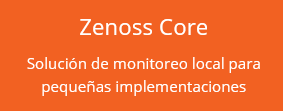 Zenoss Core
Solución de monitoreo local para
pequeñas implementaciones